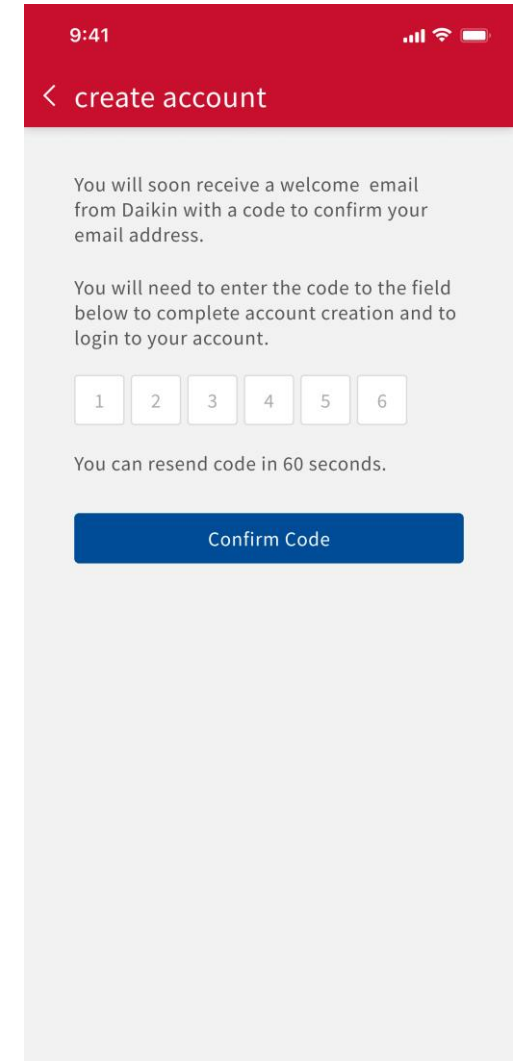 9:41
create account
You will soon receive a welcome  email
from Daikin with a code to confirm your
email address.
You will need to enter the code to the field
below to complete account creation and to
login to your account.
1 2 3 4 5 6
You can resend code in 60 seconds.
Confirm Code